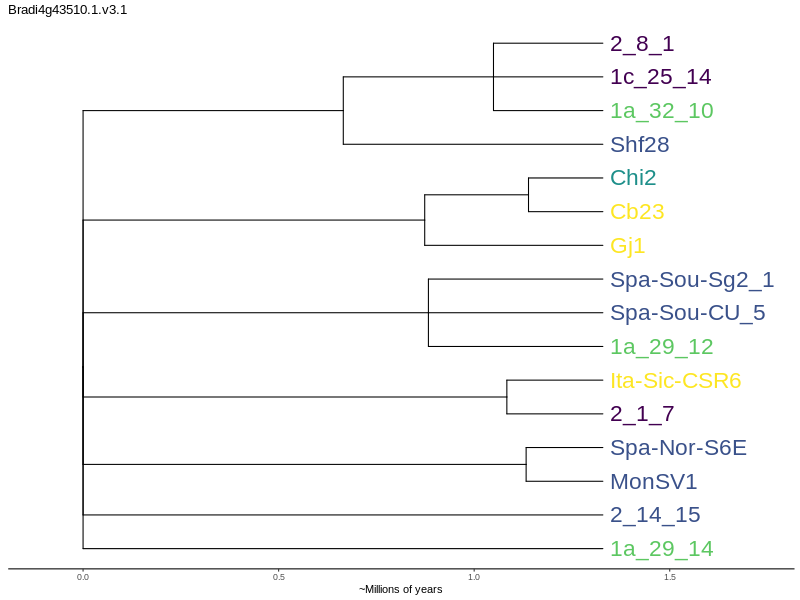 Bradi4g43510.1.v3.1
2_8_1
1c_25_14
1a_32_10
Shf28
Chi2
Cb23
Gj1
Spa-Sou-Sg2_1
Spa-Sou-CU_5
1a_29_12
Ita-Sic-CSR6
2_1_7
Spa-Nor-S6E
MonSV1
2_14_15
1a_29_14
0.0 0.5 1.0 1.5
~Millions of years